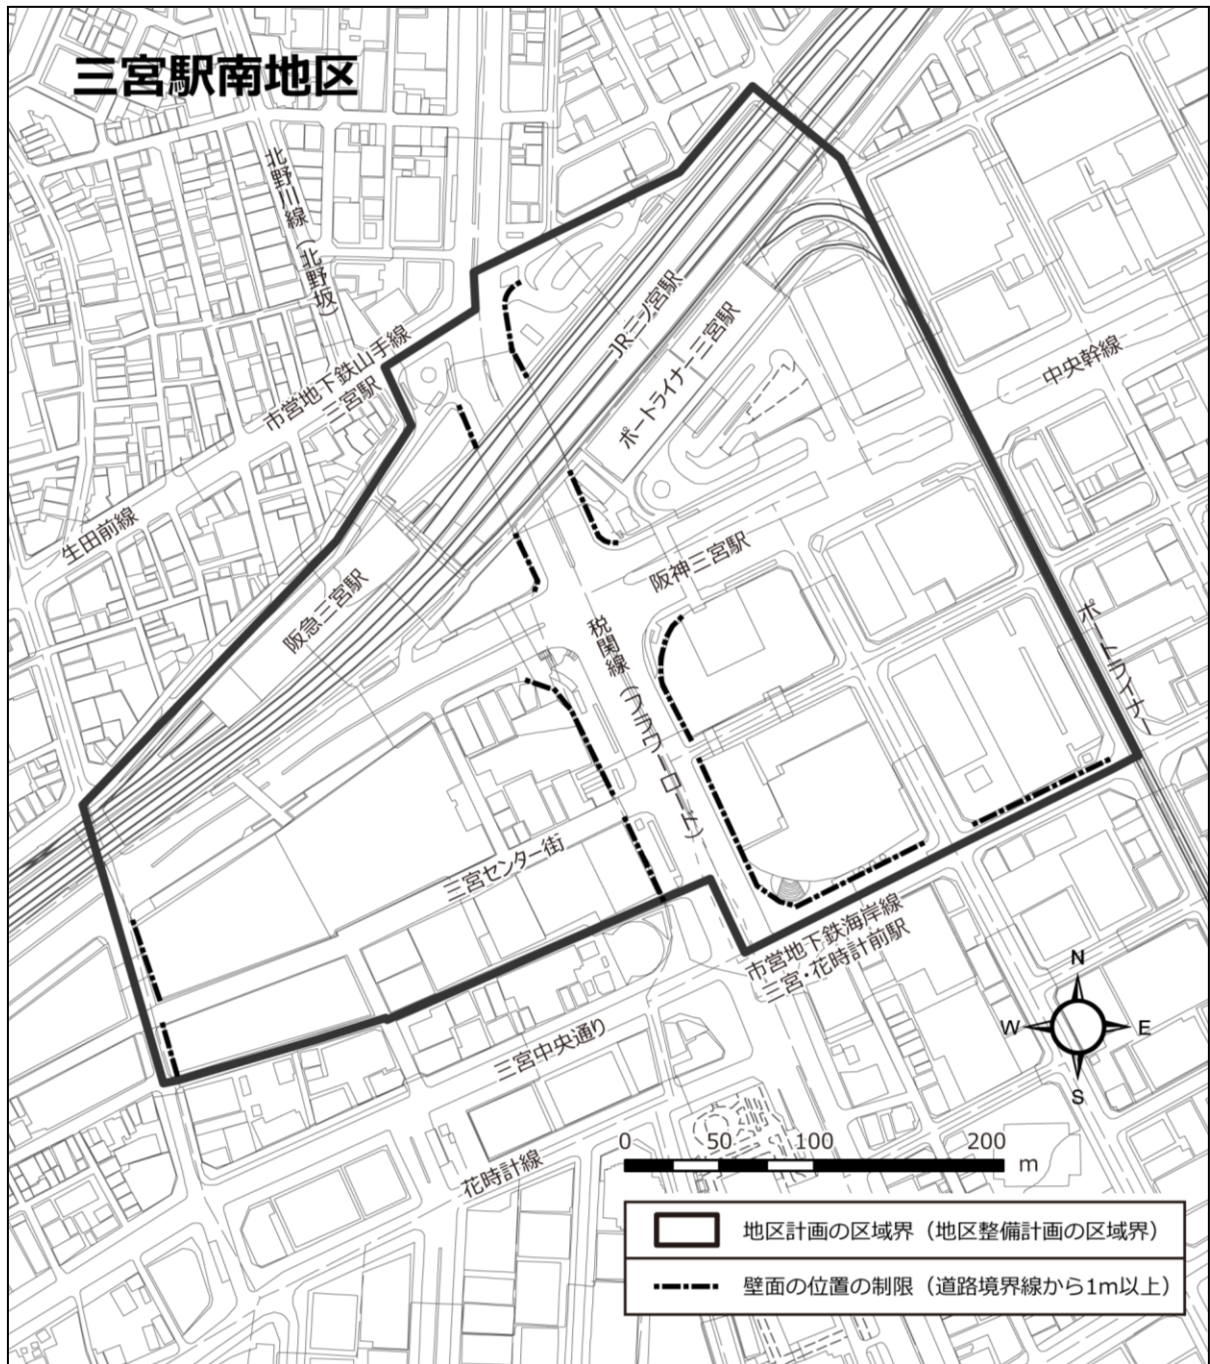 三宮駅南地区
北野川線（北野坂）
市営地下鉄山手線
三宮駅
JR三ノ宮駅
ポートライナー三宮駅
中央幹線
生田前線
阪急三宮駅
阪神三宮駅
税関線（フラワーロード）
ポートライナー
三宮センター街
市営地下鉄海岸線
三宮・花時計前駅
三宮中央通り
花時計線
N
W
E
S
0 50 100 200 m
地区計画の区域界（地区整備計画の区域界）
壁面の位置の制限（道路境界線から1m以上）